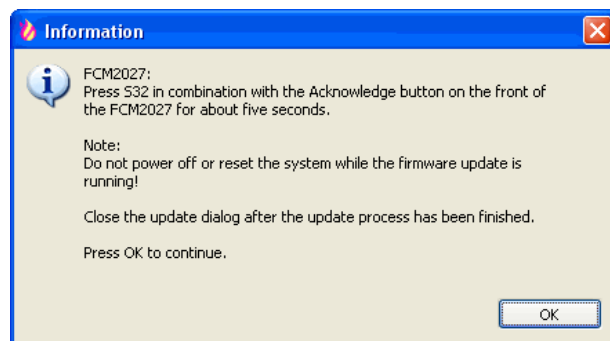 Information
FCM2027:
Press S32 in combination with the Acknowledge button on the front of
the FCM2027 for about five seconds.
Note:
Do not power off or reset the system while the firmware update is
running!
Close the update dialog after the update process has been finished.
Press OK to continue.
OK